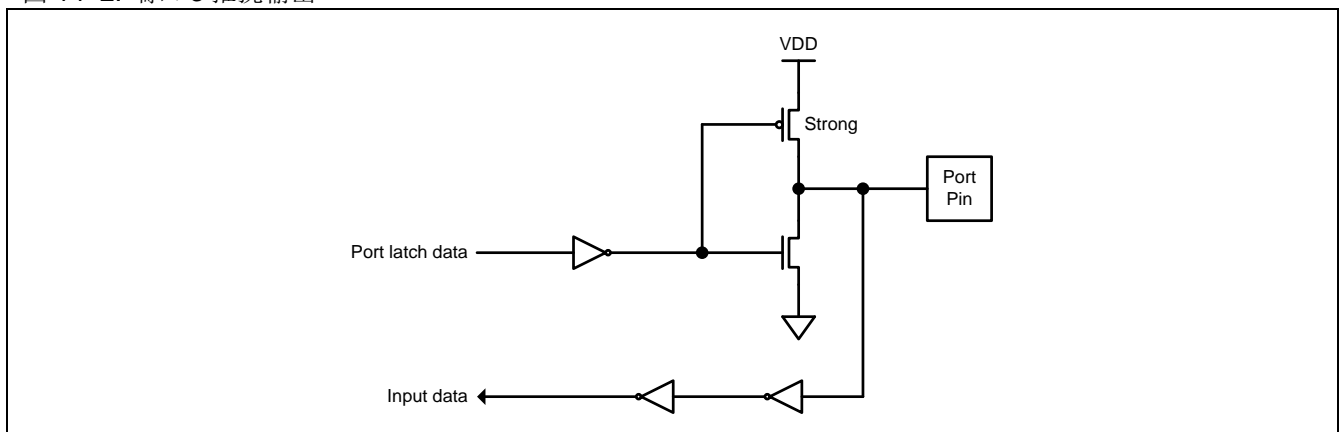 VDD
Strong
Port
Pin
Port latch data
Input data